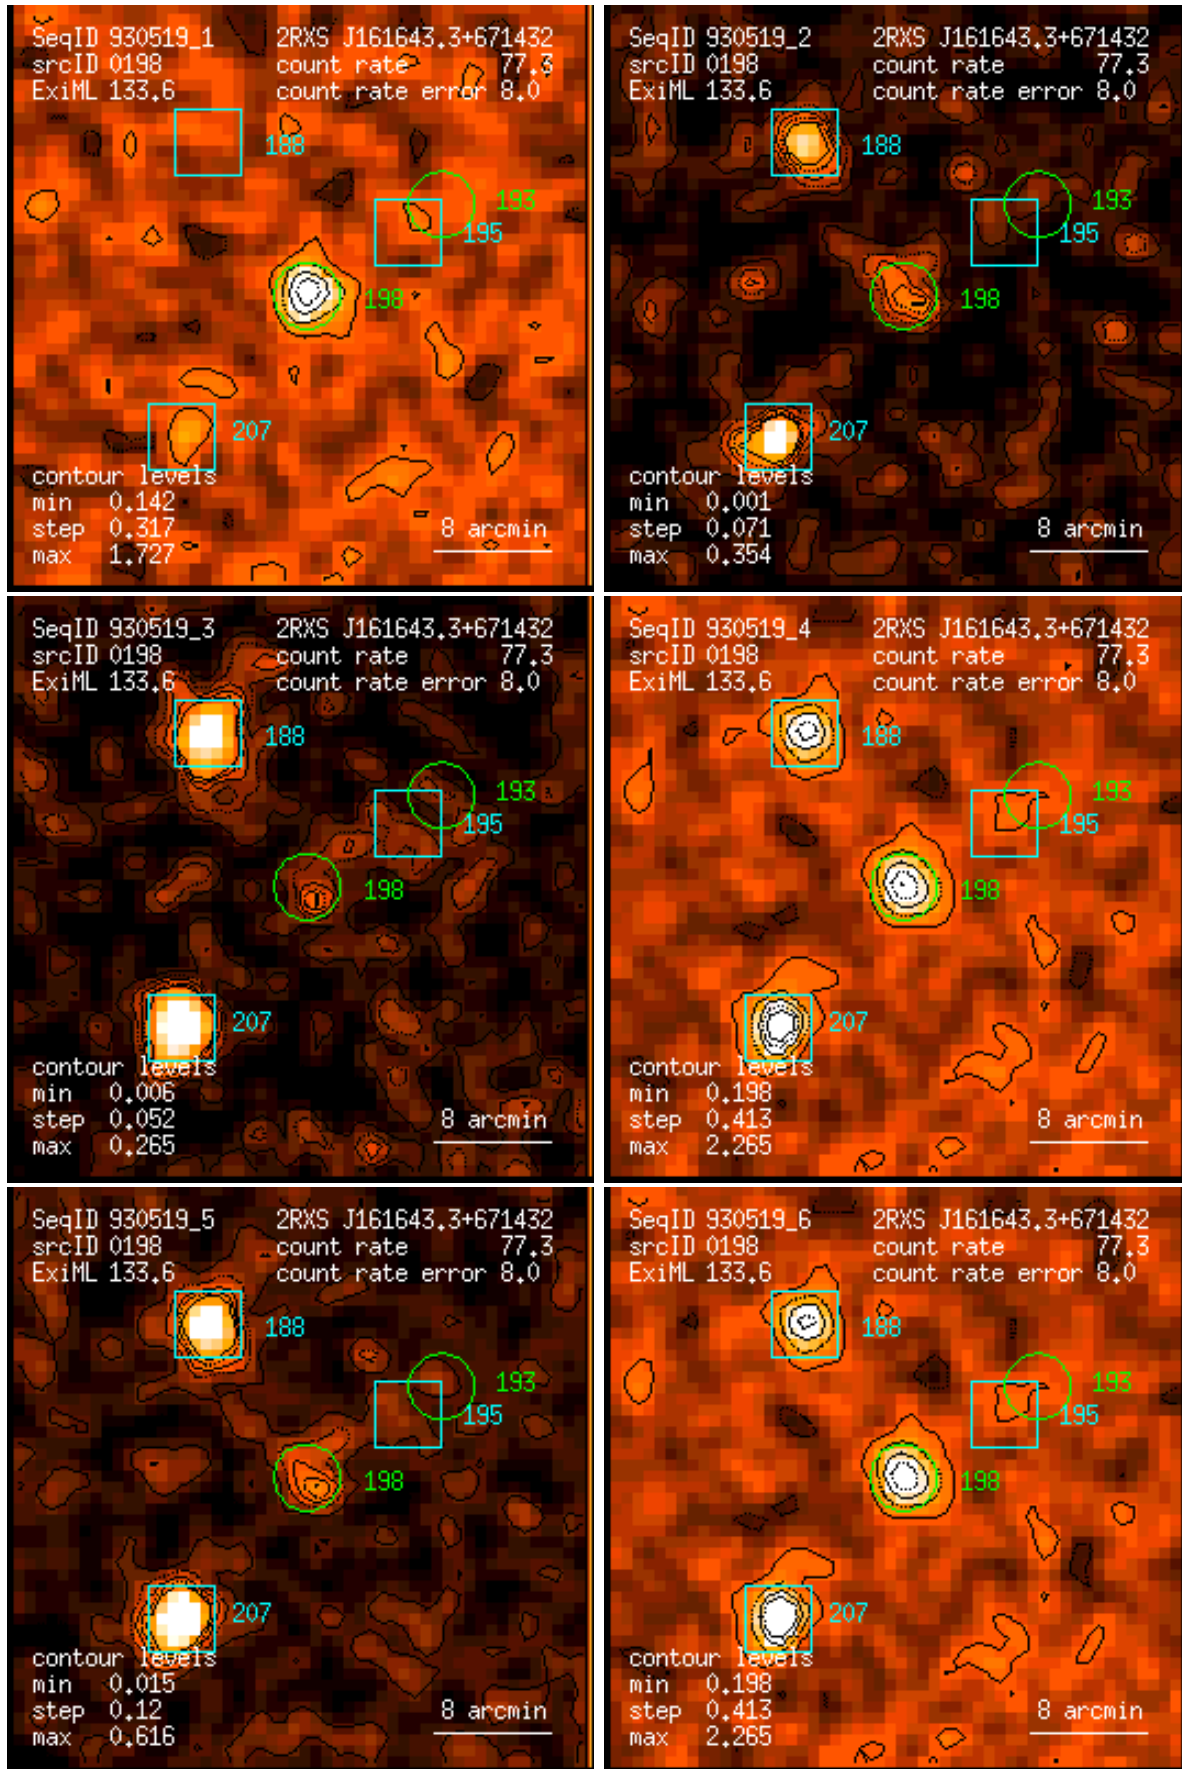 SeqID 930519_1 2RXS J161643.3+671432
srcID 0198 count rate 77.3
ExiML 133.6 count rate error 8.0
188
193
195
198
207
contour levels
min 0.142
step 0.317 8 arcmin
max 1.727
SeqID 930519_2 2RXS J161643.3+671432
srcID 0198 count rate 77.3
ExiML 133.6 count rate error 8.0
188
193
195
198
207
contour levels
min 0.001
step 0.071 8 arcmin
max 0.354
SeqID 930519_3 2RXS J161643.3+671432
srcID 0198 count rate 77.3
ExiML 133.6 count rate error 8.0
188
193
195
198
207
contour levels
min 0.006
step 0.052 8 arcmin
max 0.265
SeqID 930519_4 2RXS J161643.3+671432
srcID 0198 count rate 77.3
ExiML 133.6 count rate error 8.0
188
193
195
198
207
contour levels
min 0.198
step 0.413 8 arcmin
max 2.265
SeqID 930519_5 2RXS J161643.3+671432
srcID 0198 count rate 77.3
ExiML 133.6 count rate error 8.0
188
193
195
198
207
contour levels
min 0.015
step 0.12 8 arcmin
max 0.616
SeqID 930519_6 2RXS J161643.3+671432
srcID 0198 count rate 77.3
ExiML 133.6 count rate error 8.0
188
193
195
198
207
contour levels
min 0.198
step 0.413 8 arcmin
max 2.265